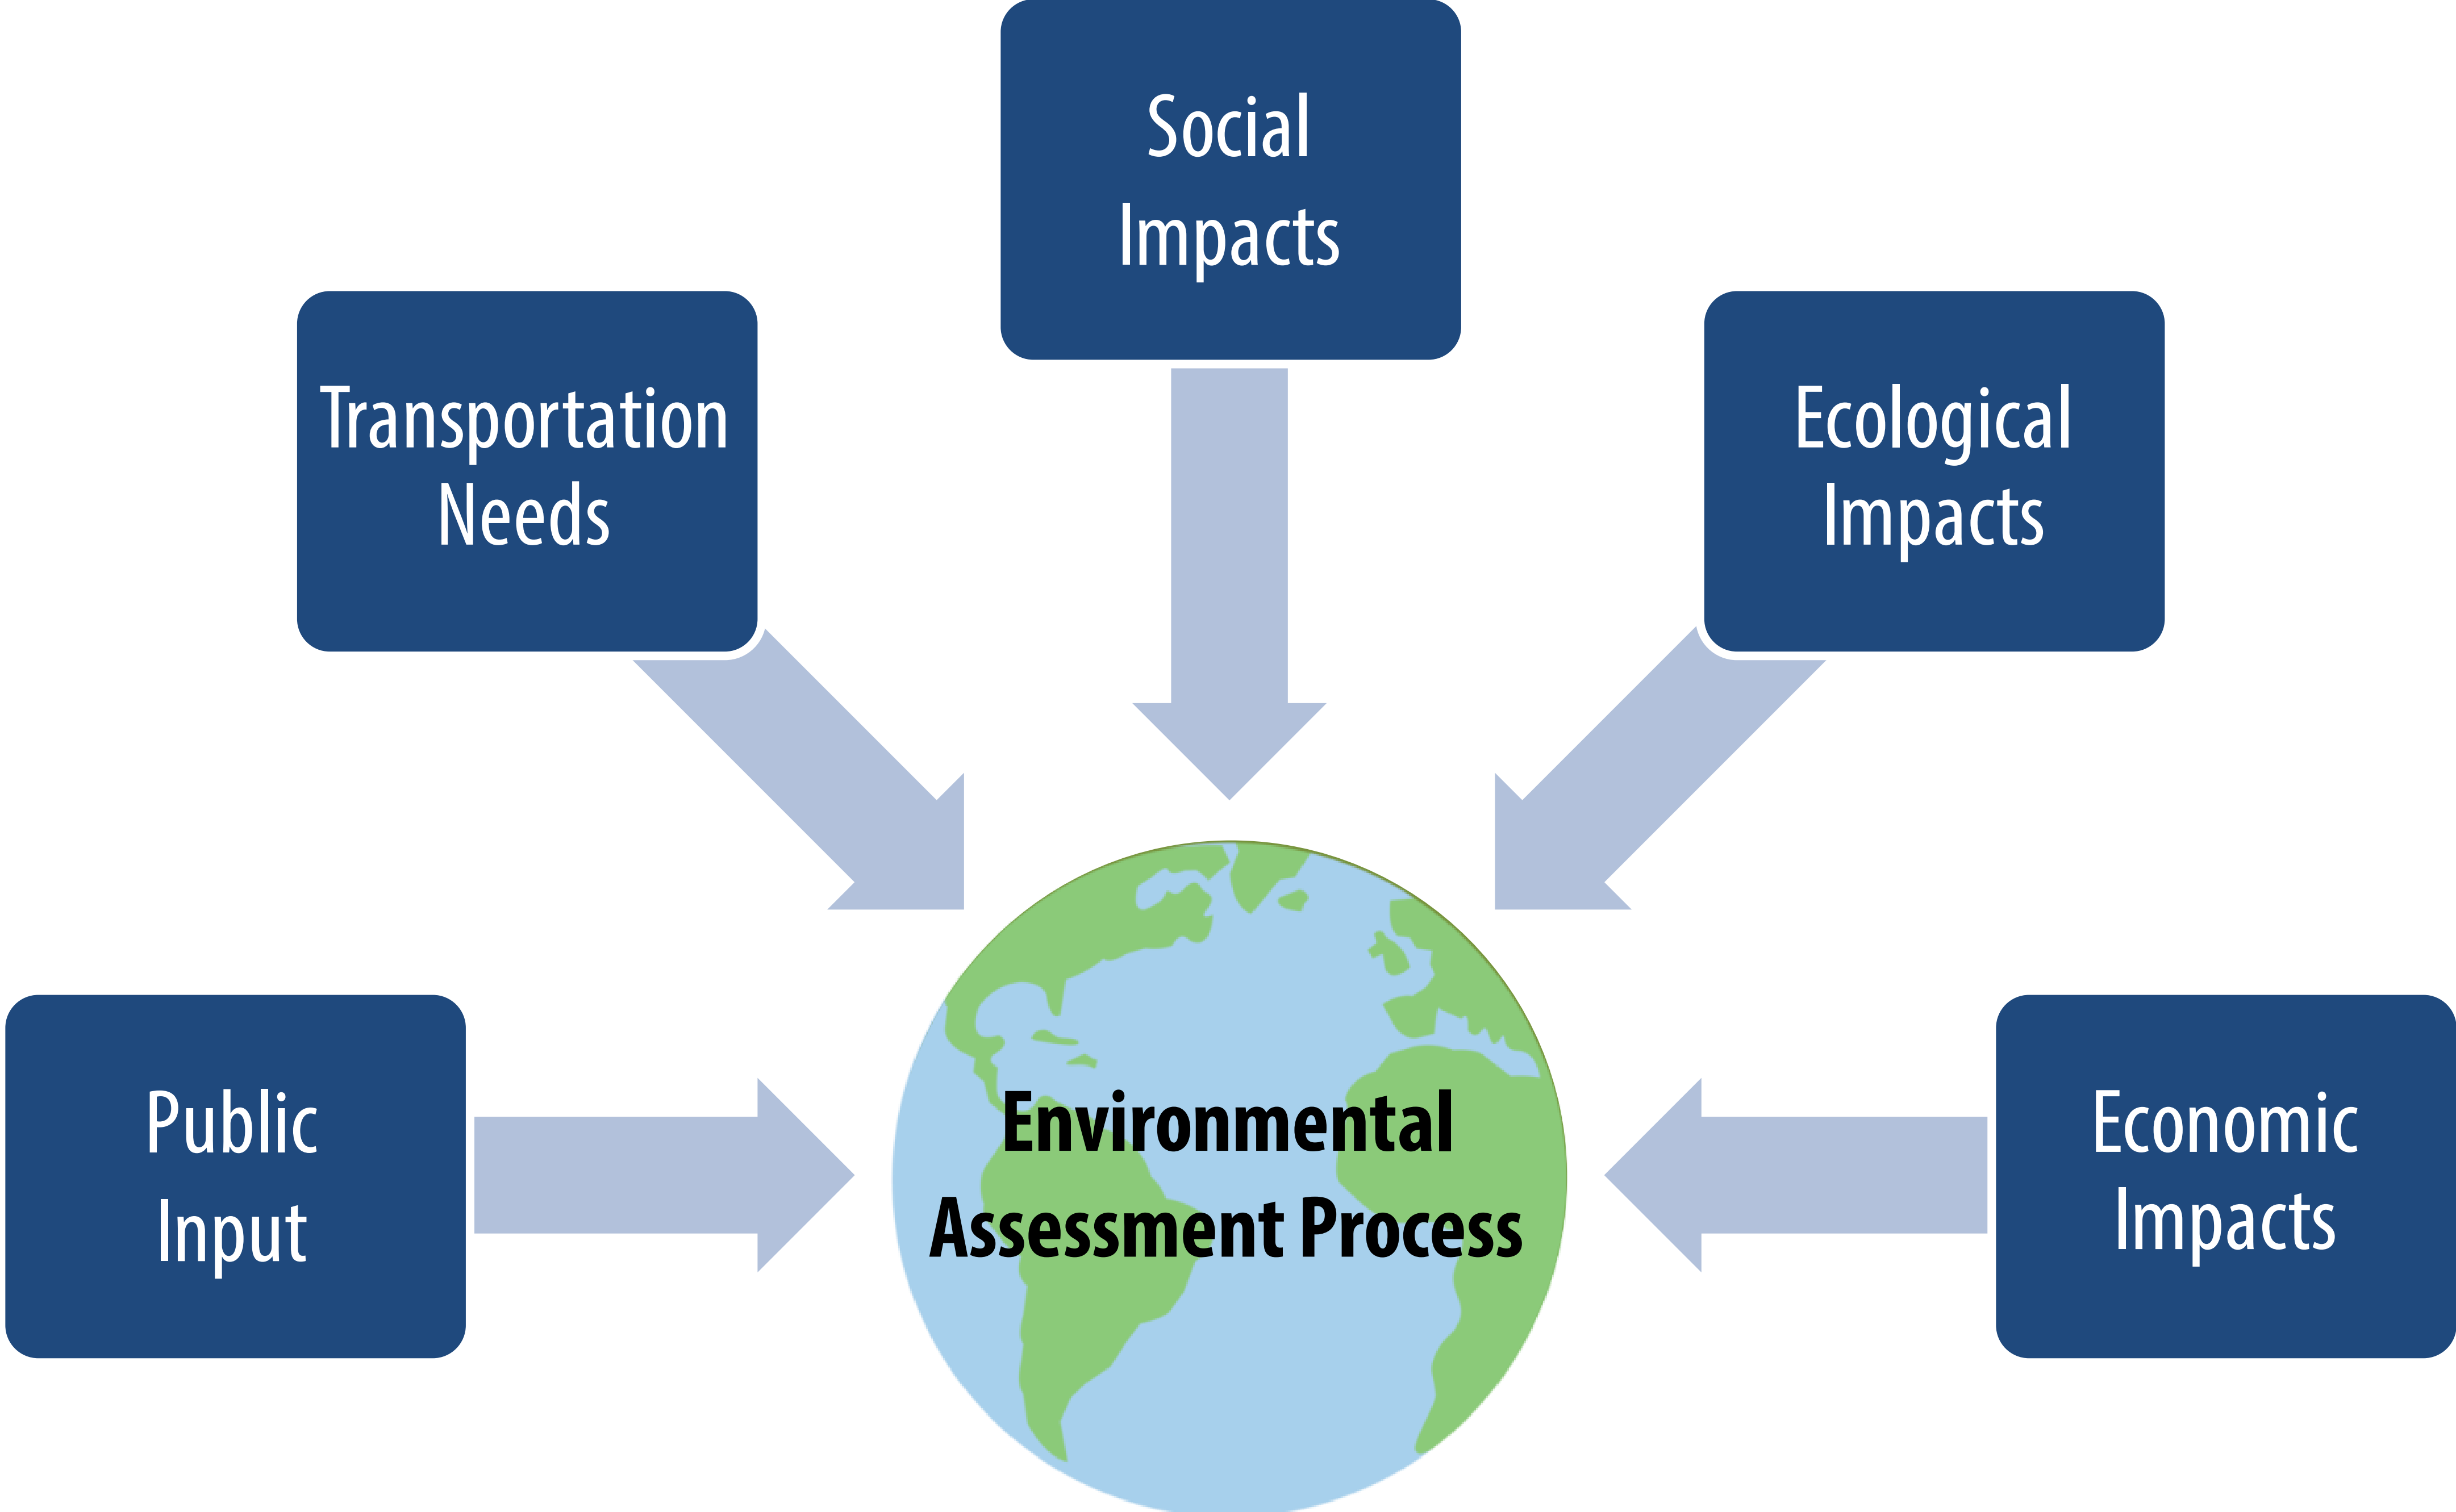 Social
Impacts
Transportation
Needs
Ecological
Impacts
Public
Input
Environmental
Assessment Process
Economic
Impacts